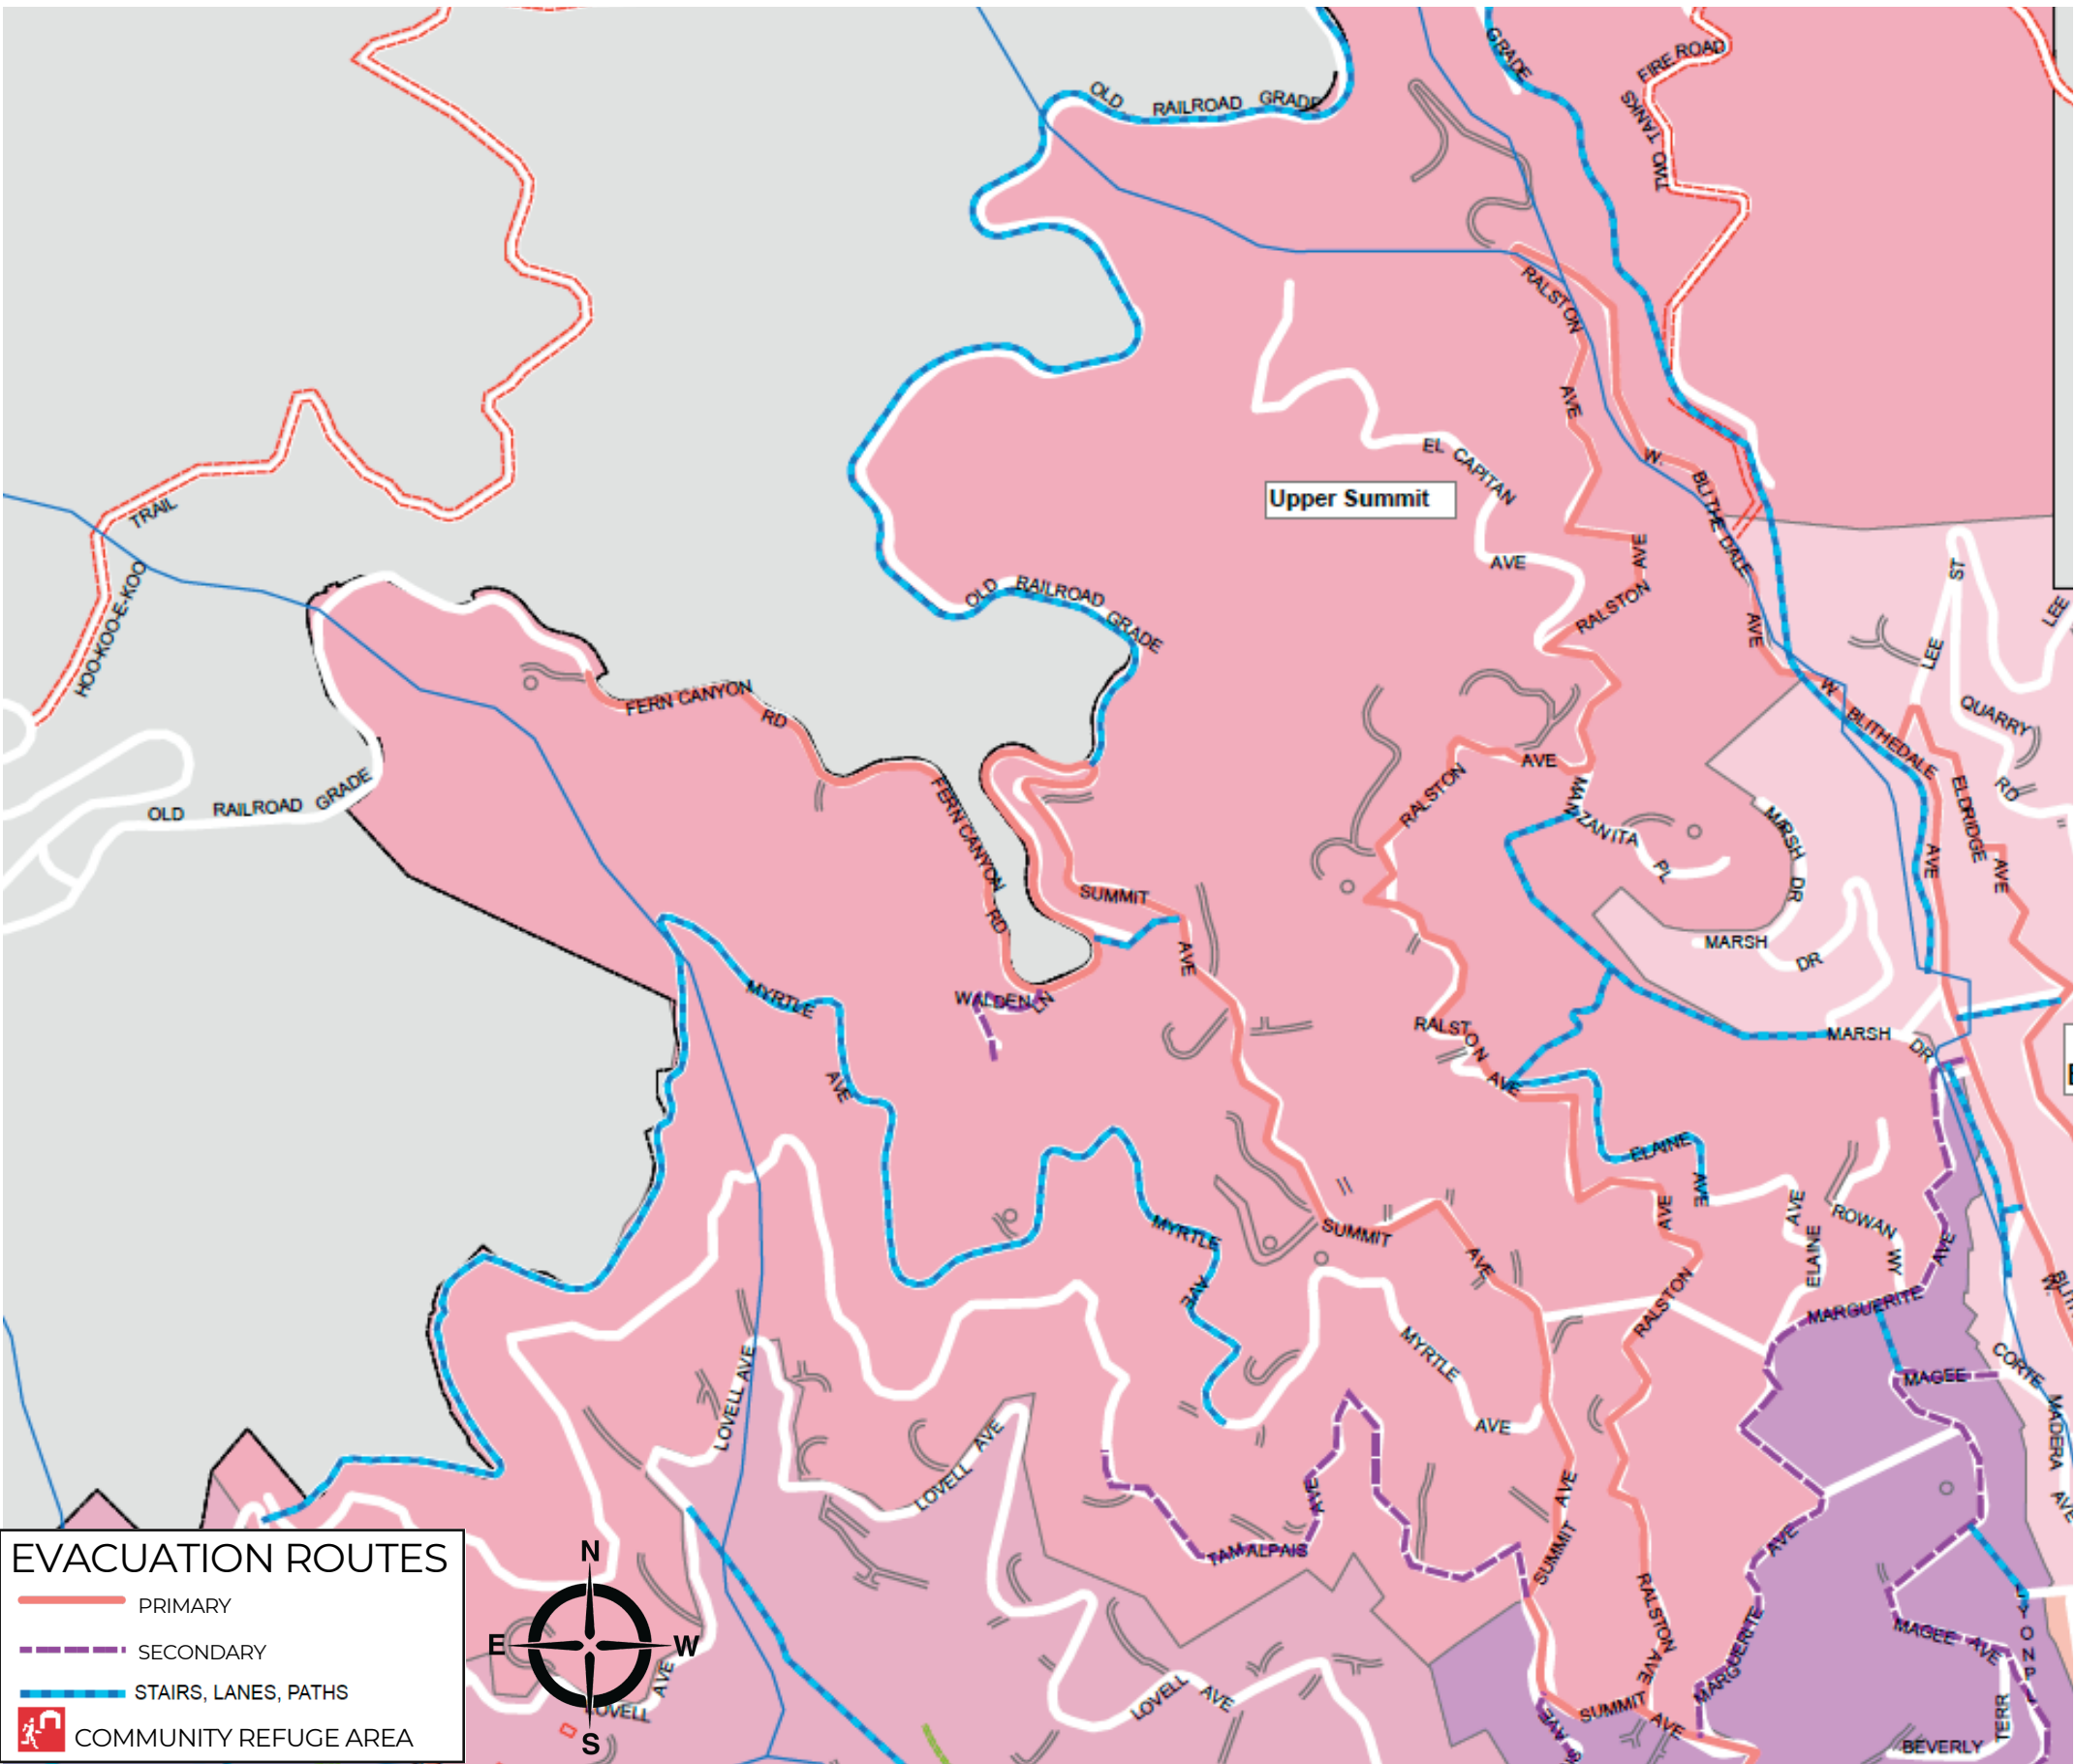 GRADE
FIRE ROAD
TWO TANKS
OLD RAILROAD GRADE
RALSTON
AVE
W. BLITHEDALE
AVE
EL CAPITAN
AVE
Upper Summit
TRAIL
HOO-KOO-E-KOO
OLD RAILROAD GRADE
AVE
RALSTON
LEE
ST
LEE
QUARRY
RD
FERN CANYON
RD
W
BLITHEDALE
AVE
ELDRIDGE
AVE
OLD RAILROAD GRADE
FERN CANYON
RD
RALSTON
AVE
MANZANITA
PL
MARSH
DR
MARSH
DR
SUMMIT
AVE
WALDEN LN
MYRTLE
AVE
RALSTON
AVE
MARSH
DR
ELAINE
AVE
AVE
ELAINE
ROWAN
WY
AVE
MARGUERITE
MYRTLE
AVE
SUMMIT
AVE
AVE
RALSTON
W.
MYRTLE
AVE
MAGEE
CORTE
MADERA
AVE
LOVELL AVE
LOVELL AVE
TAMALPAIS
AVE
SUMMIT
AVE
AVE
MARGUERITE
RALSTON
AVE
MAGEE AVE
LYON PL
TERR
BEVERLY
LOVELL AVE
LOVELL AVE
SUMMIT AVE
AVE
N
E
W
S
EVACUATION ROUTES
PRIMARY
SECONDARY
STAIRS, LANES, PATHS
COMMUNITY REFUGE AREA